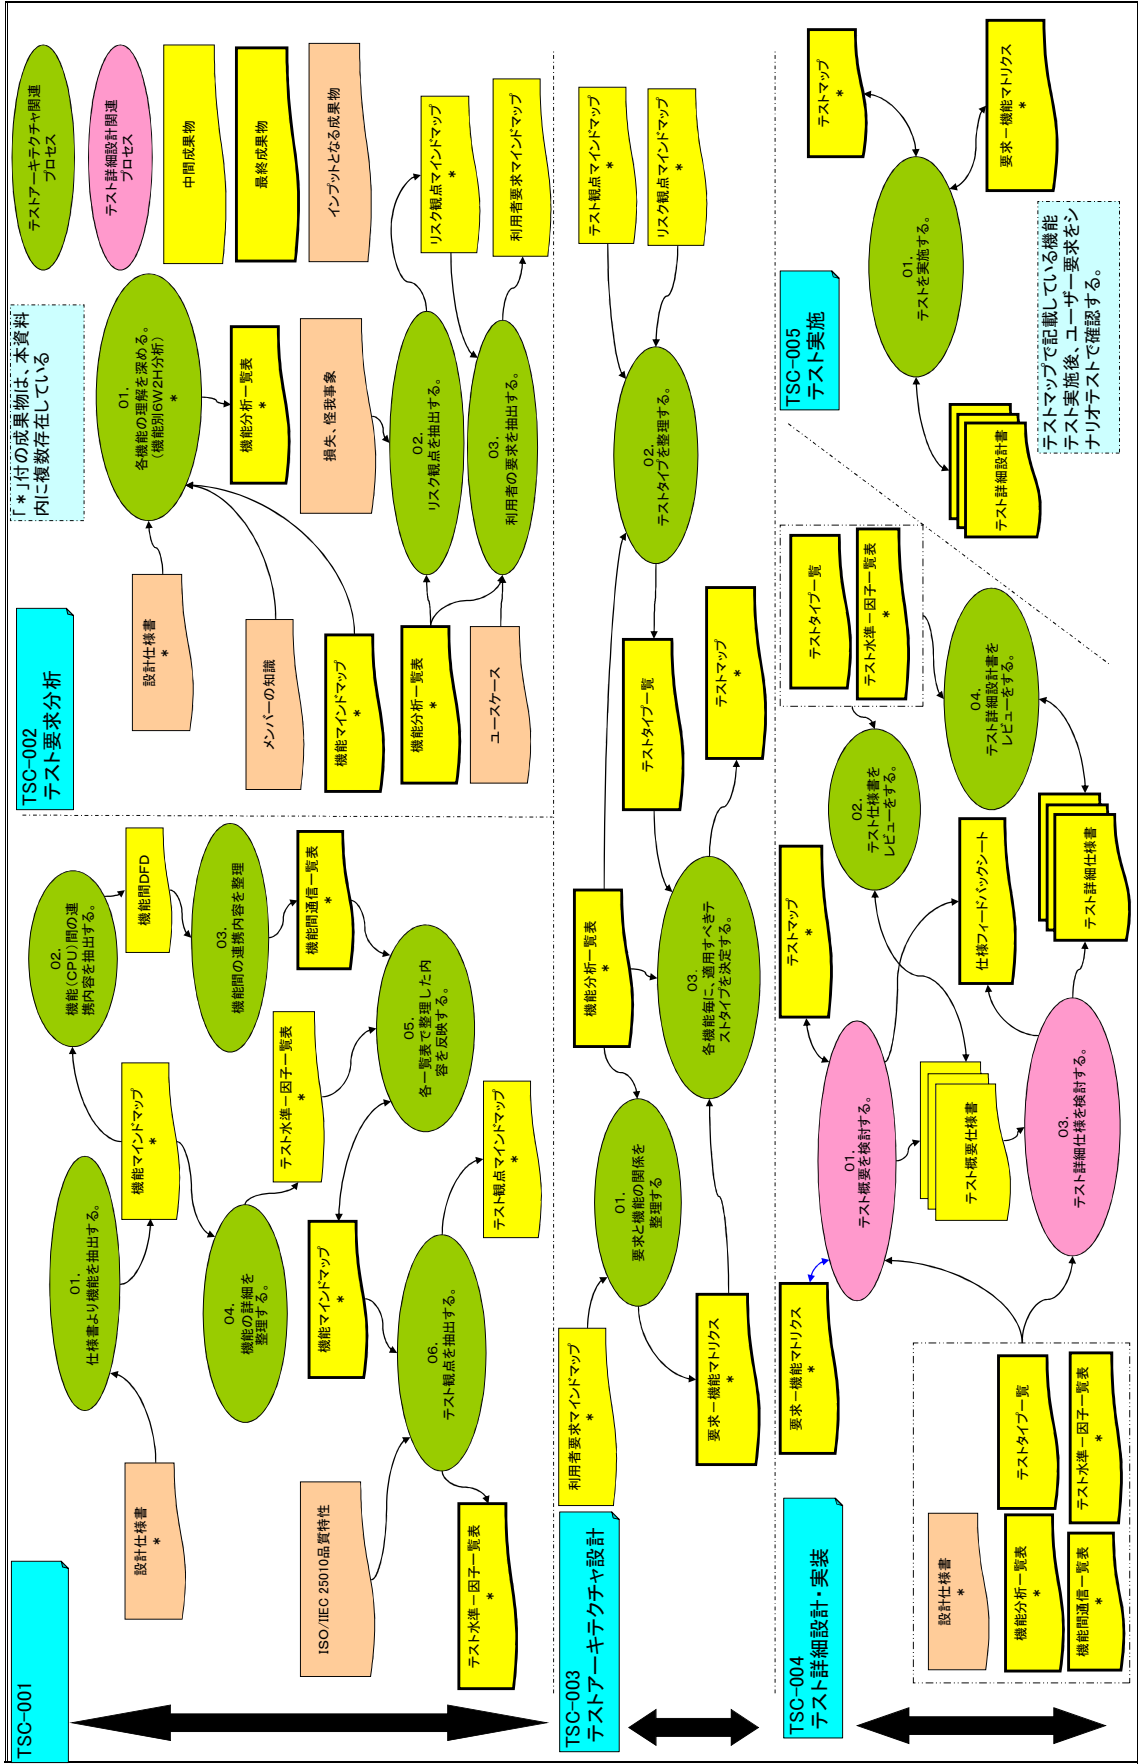 TSC-001
設計仕様書
*
01.
仕様書より機能を抽出する。
機能マインドマップ
*
02.
機能(CPU)間の連
携内容を抽出する。
機能間DFD
03.
機能間の連携内容を整理
機能間通信一覧表
*
04.
機能の詳細を
整理する。
テスト水準ー因子一覧表
*
05.
各一覧表で整理した内
容を反映する。
機能マインドマップ
*
ISO/IIEC 25010品質特性
06.
テスト観点を抽出する。
テスト観点マインドマップ
*
テスト水準ー因子一覧表
*
TSC-002
テスト要求分析
「*」付の成果物は、本資料
内に複数存在している
設計仕様書
*
メンバーの知識
機能マインドマップ
*
01.
各機能の理解を深める。
(機能別6W2H分析)
*
機能分析一覧表
*
機能分析一覧表
*
ユースケース
損失、怪我事象
02.
リスク観点を抽出する。
03.
利用者の要求を抽出する。
リスク観点マインドマップ
*
利用者要求マインドマップ
*
テストアーキテクチャ関連
プロセス
テスト詳細設計関連
プロセス
中間成果物
最終成果物
インプットとなる成果物
TSC-003
テストアーキテクチャ設計
利用者要求マインドマップ
*
01.
要求と機能の関係を
整理する
要求ー機能マトリクス
*
機能分析一覧表
*
テスト観点マインドマップ
*
リスク観点マインドマップ
*
02.
テストタイプを整理する。
テストタイプ一覧
03.
各機能毎に、適用すべきテ
ストタイプを決定する。
テストマップ
*
TSC-004
テスト詳細設計・実装
設計仕様書
*
機能分析一覧表
*
テストタイプ一覧
機能間通信一覧表
*
テスト水準ー因子一覧表
*
要求ー機能マトリクス
*
01.
テスト概要を検討する。
テストマップ
*
テスト概要仕様書
02.
テスト仕様書を
レビューをする。
テストタイプ一覧
テスト水準ー因子一覧表
*
03.
テスト詳細仕様を検討する。
仕様フィードバックシート
テスト詳細仕様書
04.
テスト詳細設計書を
レビューをする。
TSC-005
テスト実施
テスト詳細設計書
01.
テストを実施する。
テストマップ
*
要求ー機能マトリクス
*
テストマップで記載している機能
テスト実施後、ユーザー要求をシ
ナリオテストで確認する。